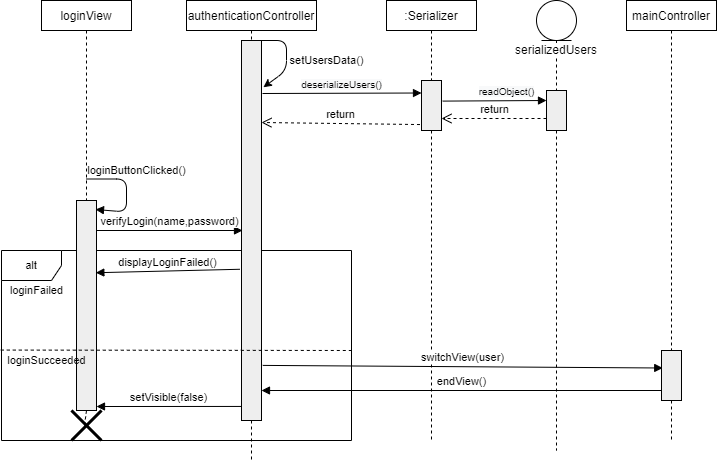 loginView
authenticationController
:Serializer
mainController
serializedUsers
setUsersData()
deserializeUsers()
readObject()
return
return
loginButtonClicked()
verifyLogin(name,password)
alt
displayLoginFailed()
loginFailed
loginSucceeded
switchView(user)
endView()
setVisible(false)